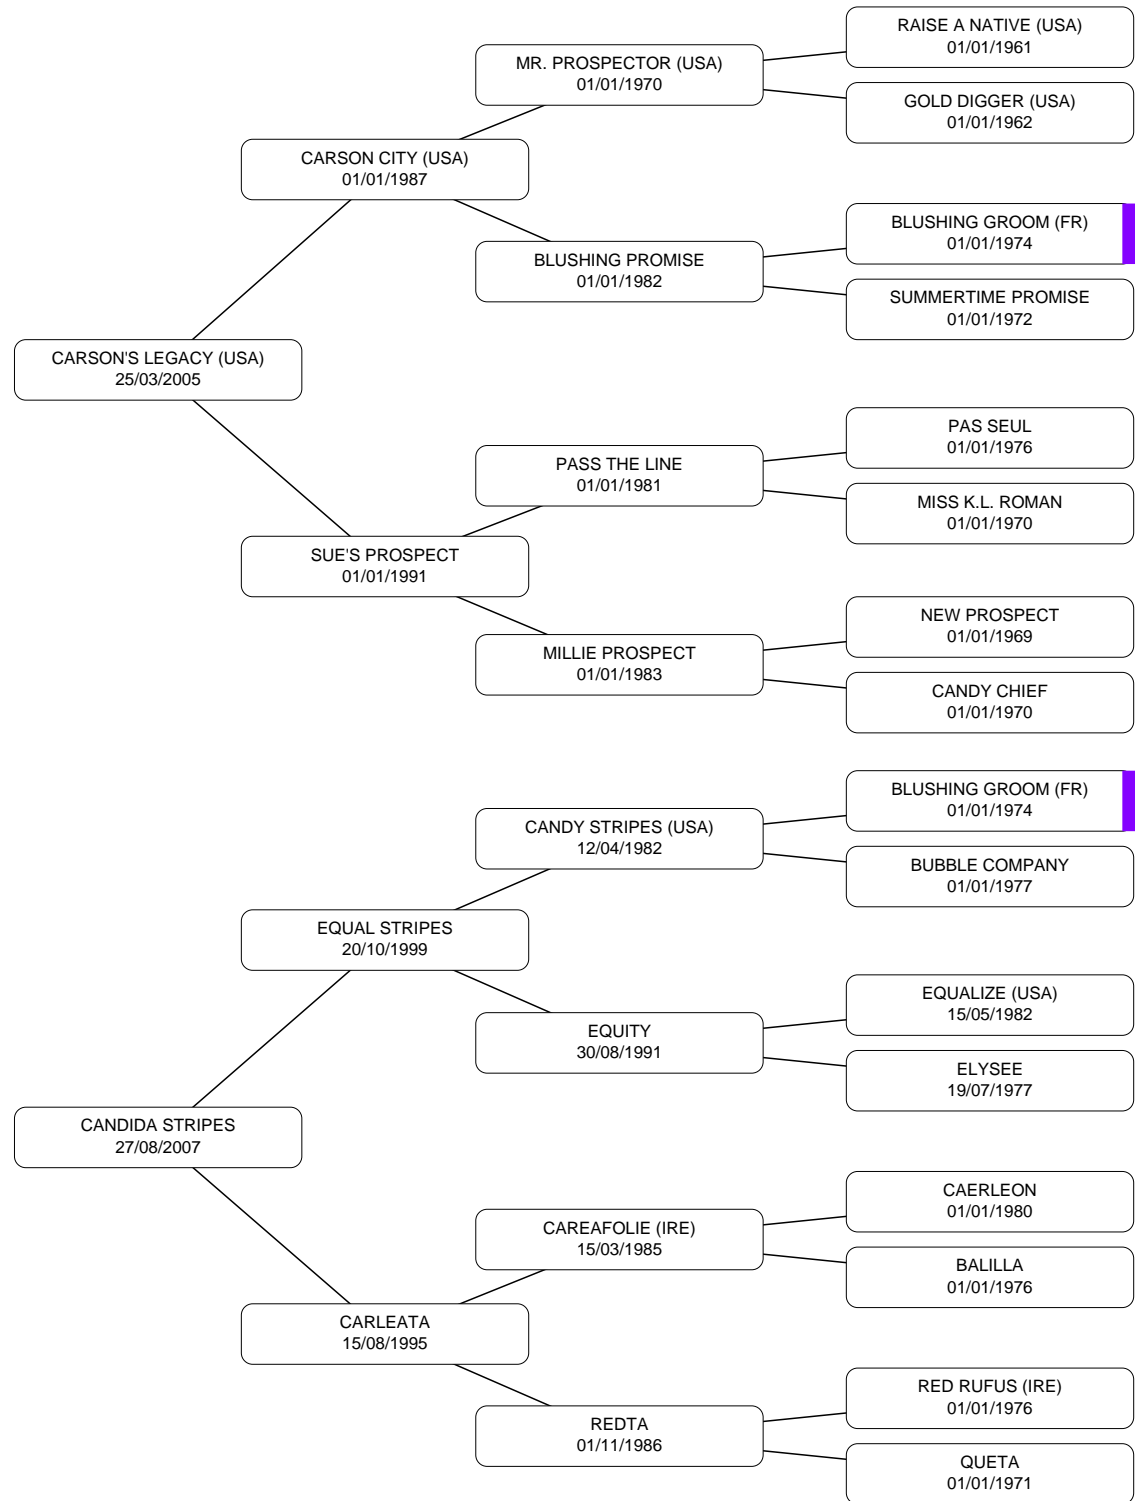 RAISE A NATIVE (USA)
01/01/1961
MR. PROSPECTOR (USA)
01/01/1970
GOLD DIGGER (USA)
01/01/1962
CARSON CITY (USA)
01/01/1987
BLUSHING GROOM (FR)
01/01/1974
BLUSHING PROMISE
01/01/1982
SUMMERTIME PROMISE
01/01/1972
CARSON'S LEGACY (USA)
25/03/2005
PAS SEUL
01/01/1976
PASS THE LINE
01/01/1981
MISS K.L. ROMAN
01/01/1970
SUE'S PROSPECT
01/01/1991
NEW PROSPECT
01/01/1969
MILLIE PROSPECT
01/01/1983
CANDY CHIEF
01/01/1970
BLUSHING GROOM (FR)
01/01/1974
CANDY STRIPES (USA)
12/04/1982
BUBBLE COMPANY
01/01/1977
EQUAL STRIPES
20/10/1999
EQUALIZE (USA)
15/05/1982
EQUITY
30/08/1991
ELYSEE
19/07/1977
CANDIDA STRIPES
27/08/2007
CAERLEON
01/01/1980
CAREAFOLIE (IRE)
15/03/1985
BALILLA
01/01/1976
CARLEATA
15/08/1995
RED RUFUS (IRE)
01/01/1976
REDTA
01/11/1986
QUETA
01/01/1971